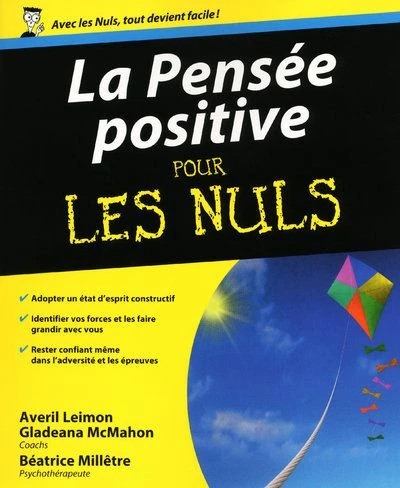 Avec les Nuls, tout devient facile !
La Pensée
positive
POUR
LES NULS
✓ Adopter un état d'esprit constructif
✓ Identifier vos forces et les faire
grandir avec vous
✓ Rester confiant même
dans l'adversité et les épreuves
Averil Leimon
Gladeana McMahon
Coachs
Béatrice Millêtre
Psychothérapeute